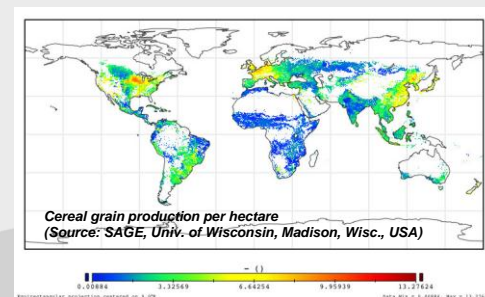 Cereal grain production per hectare
(Source: SAGE, Univ. of Wisconsin, Madison, Wisc., USA)
– ()
0.00884 3.32569 6.64254 9.95939 13.27624